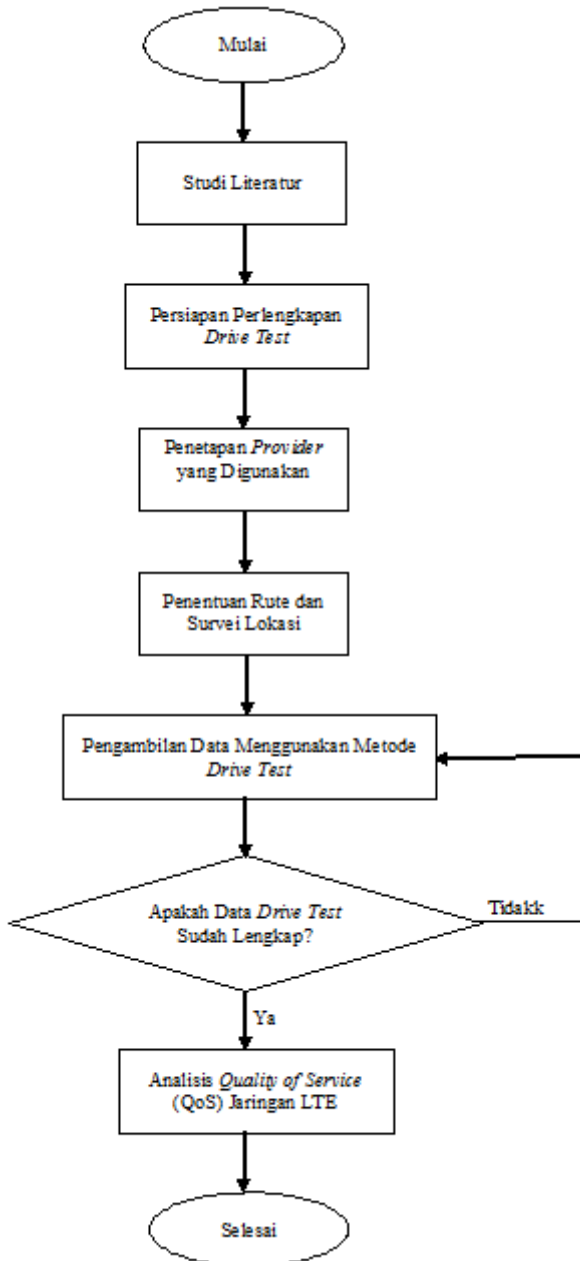 Mulai
Studi Literatur
Persiapan Perlengkapan
Drive Test
Penetapan Provider
yang Digunakan
Penentuan Rute dan
Survei Lokasi
Pengambilan Data Menggunakan Metode
Drive Test
Apakah Data Drive Test
Sudah Lengkap?
Tidakk
Ya
Analisis Quality of Service
(QoS) Jaringan LTE
Selesai